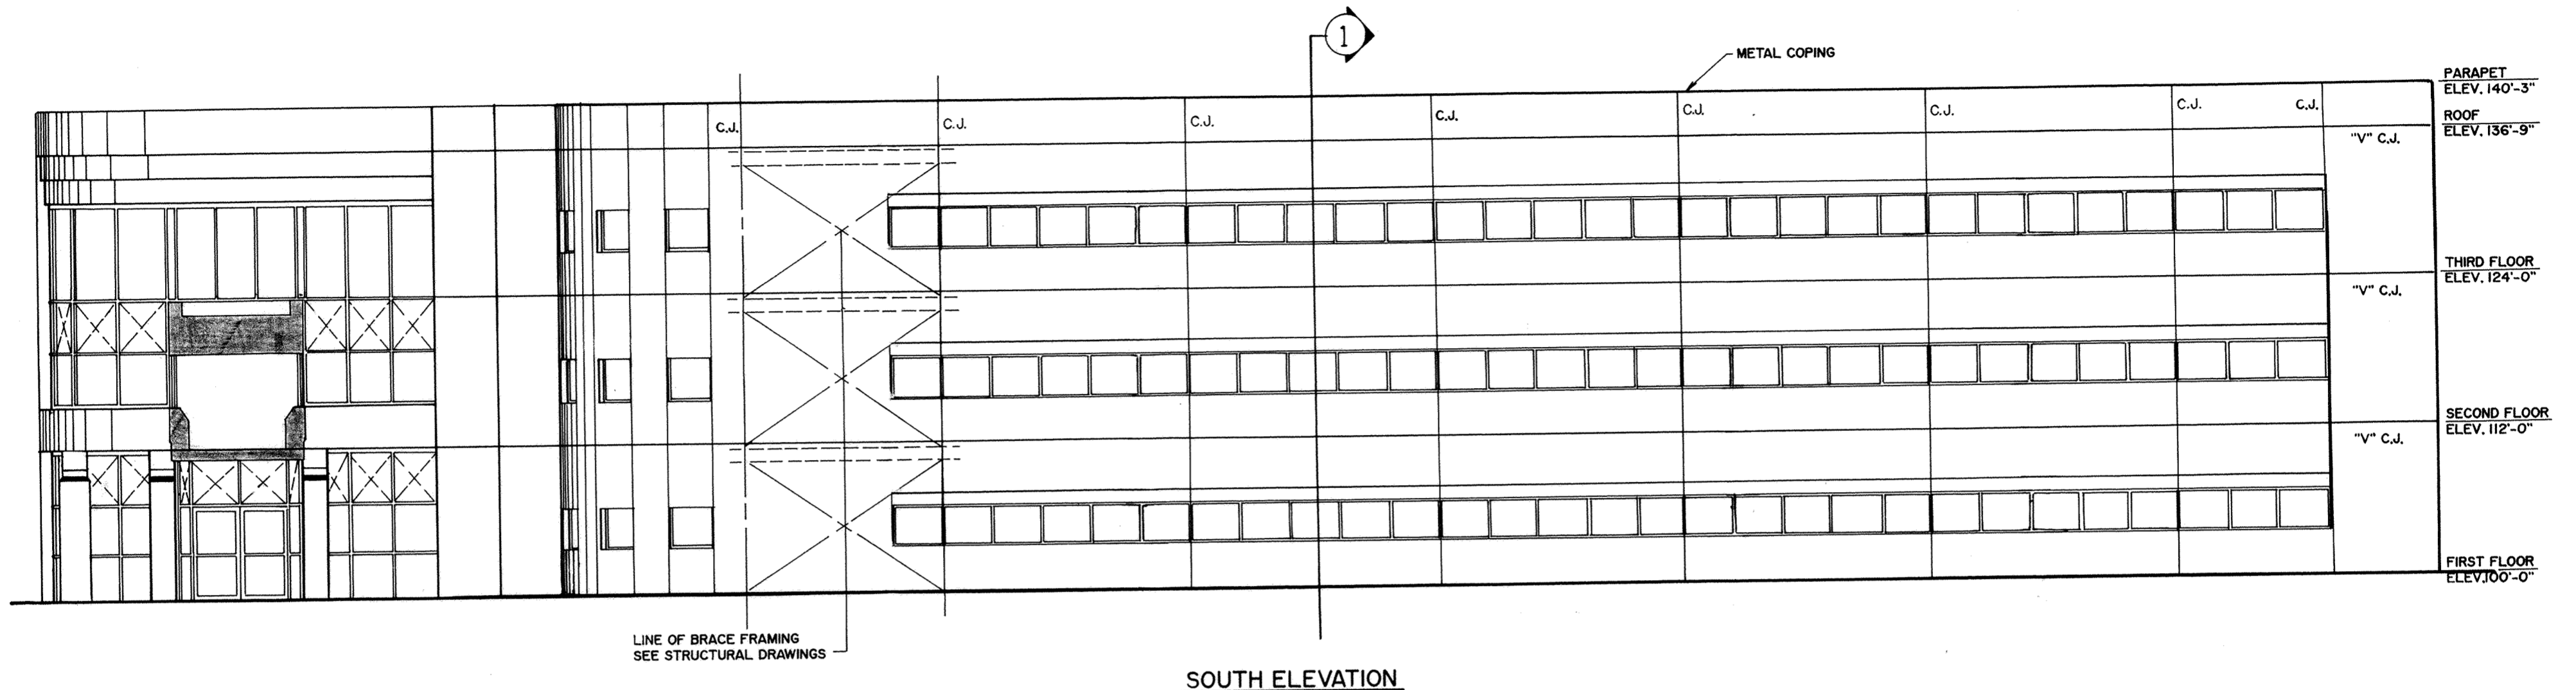 1
METAL COPING
PARAPET
ELEV. 140'-3"
C.J.
C.J.
C.J.
C.J.
C.J.
C.J.
C.J.
C.J.
ROOF
ELEV. 136'-9"
"V" C.J.
THIRD FLOOR
ELEV. 124'-0"
"V" C.J.
SECOND FLOOR
ELEV. 112'-0"
"V" C.J.
FIRST FLOOR
ELEV.100'-0"
LINE OF BRACE FRAMING
SEE STRUCTURAL DRAWINGS
SOUTH ELEVATION